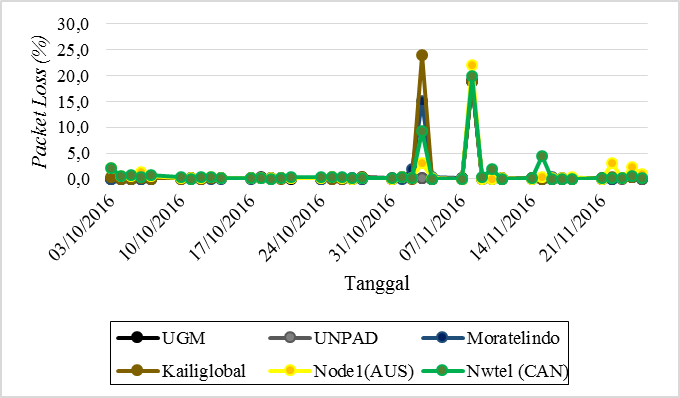 Packet Loss (%)
30,0
25,0
20,0
15,0
10,0
5,0
0,0
03/10/2016
10/10/2016
17/10/2016
24/10/2016
31/10/2016
07/11/2016
14/11/2016
21/11/2016
Tanggal
UGM
UNPAD
Moratelindo
Kailiglobal
Node1(AUS)
Nwtel (CAN)